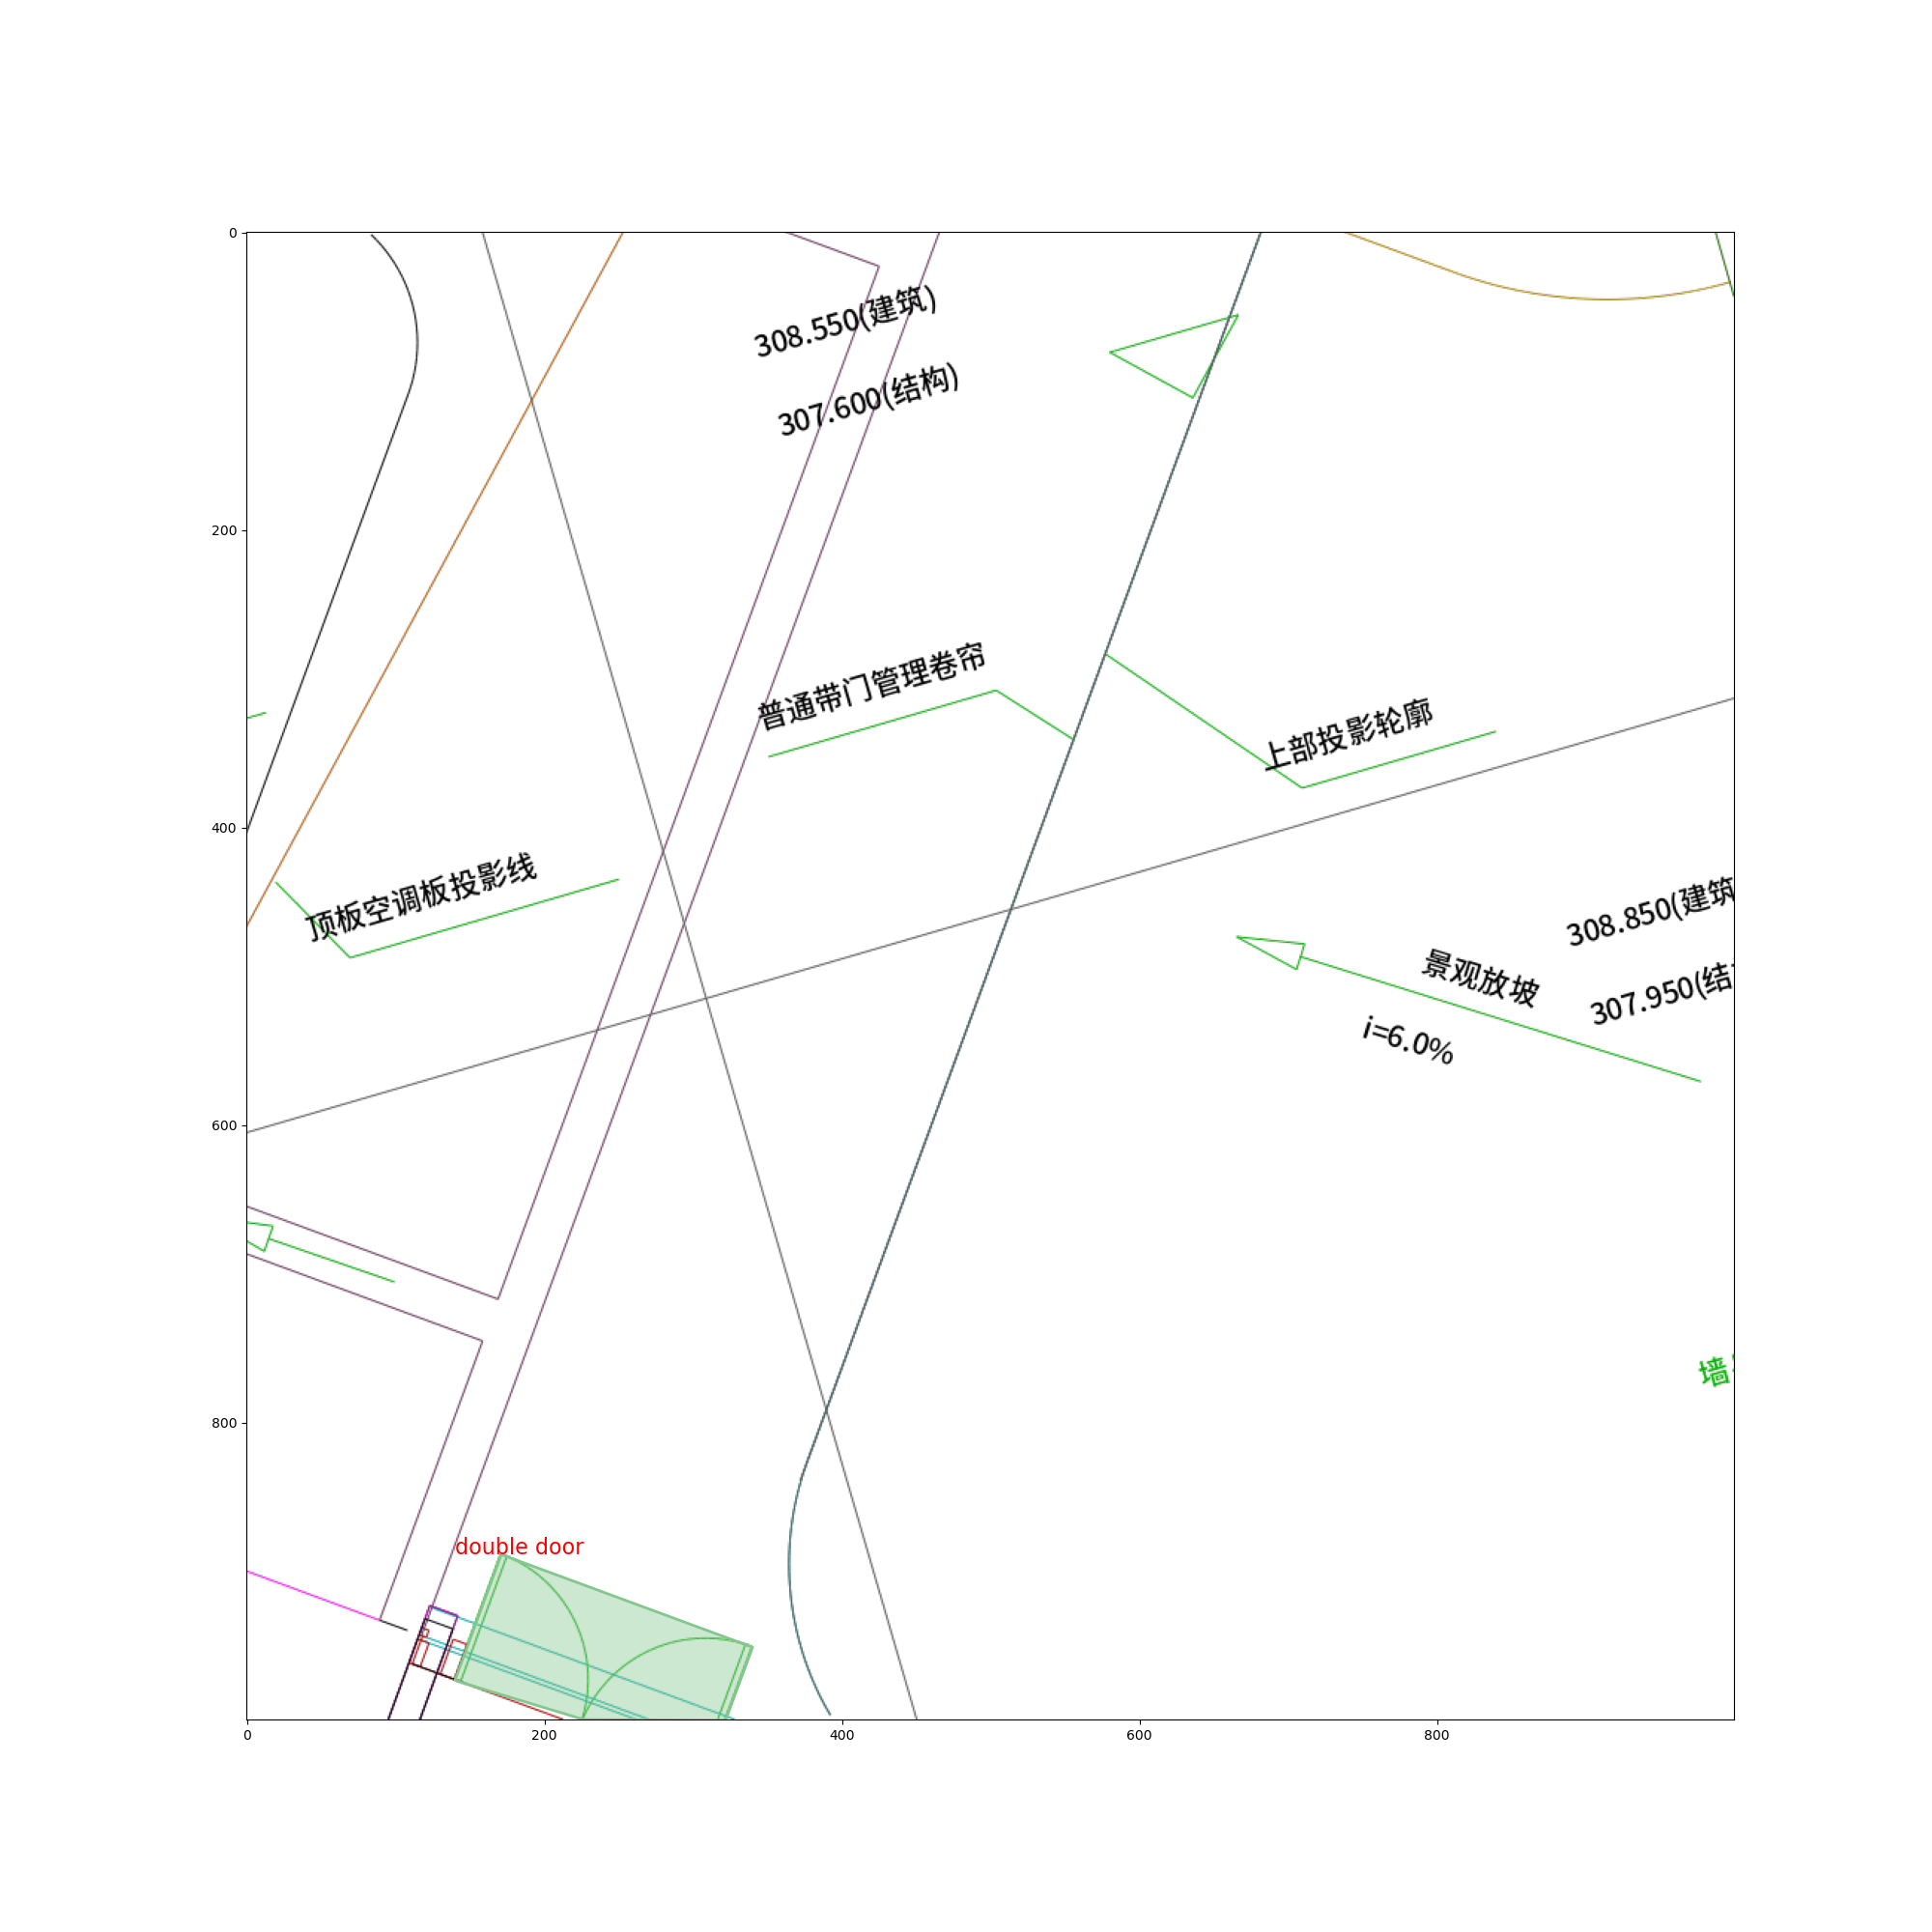 308.550(建筑)
307.600(结构)
普通带门管理卷帘
上部投影轮廓
顶板空调板投影线
308.850(建筑
307.950(结
景观放坡
i=6.0%
墙
double door
0
200
400
600
800
0
200
400
600
800